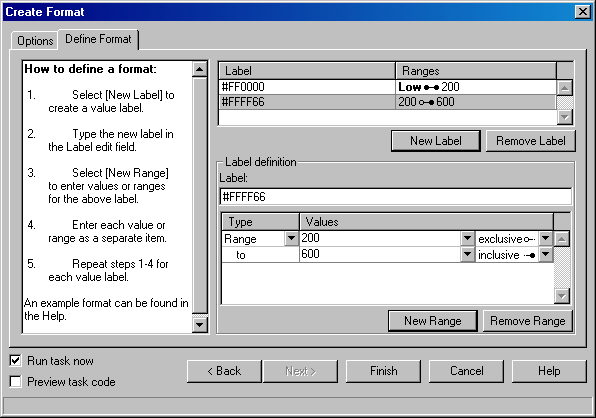 Create Format
Options
Define Format
How to define a format:
1. Select [New Label] to
create a value label.
2. Type the new label in
the Label edit field.
3. Select [New Range]
to enter values or ranges
for the above label.
4. Enter each value or
range as a separate item.
5. Repeat steps 1-4 for
each value label.
An example format can be found in
the Help.
Label Ranges
#FF0000 Low 200
#FFFF66 200 600
New Label Remove Label
Label definition
Label:
#FFFF66
Type Values
Range 200 exclusive
to 600 inclusive
New Range Remove Range
Run task now
Preview task code
< Back Next > Finish Cancel Help